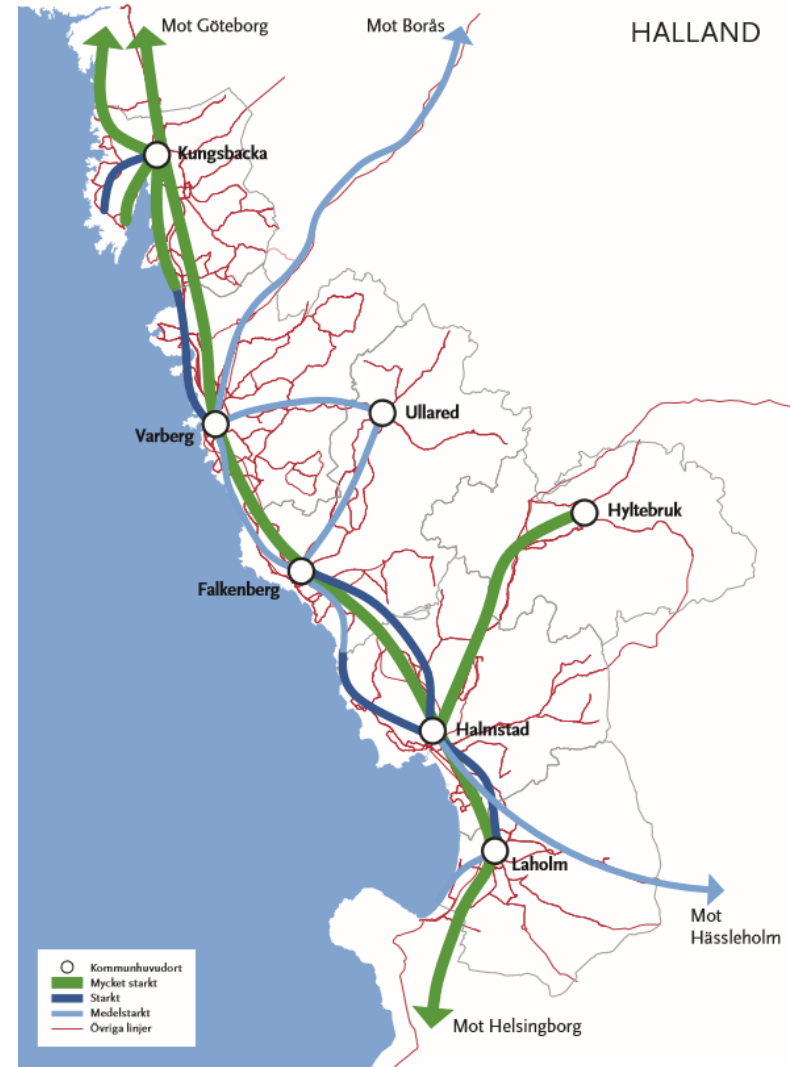 Mot Göteborg
Mot Borås
HALLAND
Kungsbacka
Ullared
Varberg
Hyltebruk
Falkenberg
Halmstad
Laholm
Mot
Hässleholm
Kommunhuvudort
Mycket starkt
Starkt
Medelstarkt
Övriga linjer
Mot Helsingborg